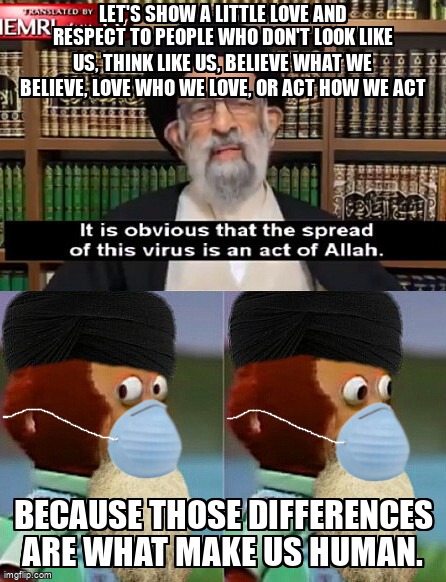 TRANSLATED BY
MEMRI
LET'S SHOW A LITTLE LOVE AND
RESPECT TO PEOPLE WHO DON'T LOOK LIKE
US, THINK LIKE US, BELIEVE WHAT WE
BELIEVE, LOVE WHO WE LOVE, OR ACT HOW WE ACT
It is obvious that the spread
of this virus is an act of Allah.
BECAUSE THOSE DIFFERENCES
ARE WHAT MAKE US HUMAN.
imgflip.com